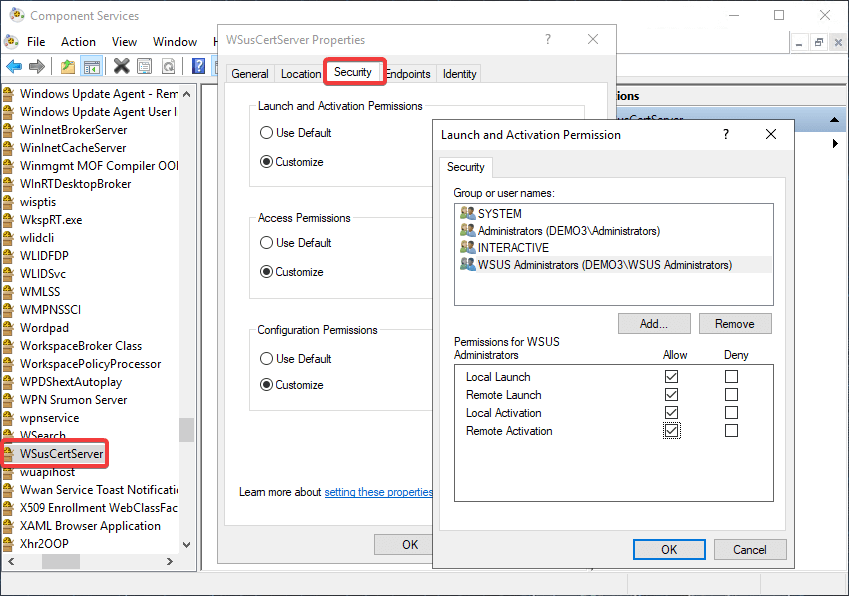 Component Services
File Action View Window
Windows Update Agent - Rem
Windows Update Agent User I
WinInetBrokerServer
WinInetCacheServer
Winmgmt MOF Compiler OOI
WInRTDesktopBroker
wisptis
WkspRT.exe
wlidcli
WLIDFDP
WLIDSvc
WMLSS
WMPNSSCI
Wordpad
WorkspaceBroker Class
WorkspacePolicyProcessor
WPDShextAutoplay
WPN Srumon Server
wpnservice
WSearch
WSusCertServer
wuapihost
Wwan Service Toast Notificatio
X509 Enrollment WebClassFac
XAML Browser Application
Xhr2OOP
WSusCertServer Properties
?
General Location Security Endpoints Identity
Launch and Activation Permissions
Use Default
Customize
Access Permissions
Use Default
Customize
Configuration Permissions
Use Default
Customize
Learn more about setting these properties
OK
ions
usCertServer
Launch and Activation Permission
?
Security
Group or user names:
SYSTEM
Administrators (DEMO3\Administrators)
INTERACTIVE
WSUS Administrators (DEMO3\WSUS Administrators)
Add... Remove
Permissions for WSUS
Administrators Allow Deny
Local Launch
Remote Launch
Local Activation
Remote Activation
OK Cancel